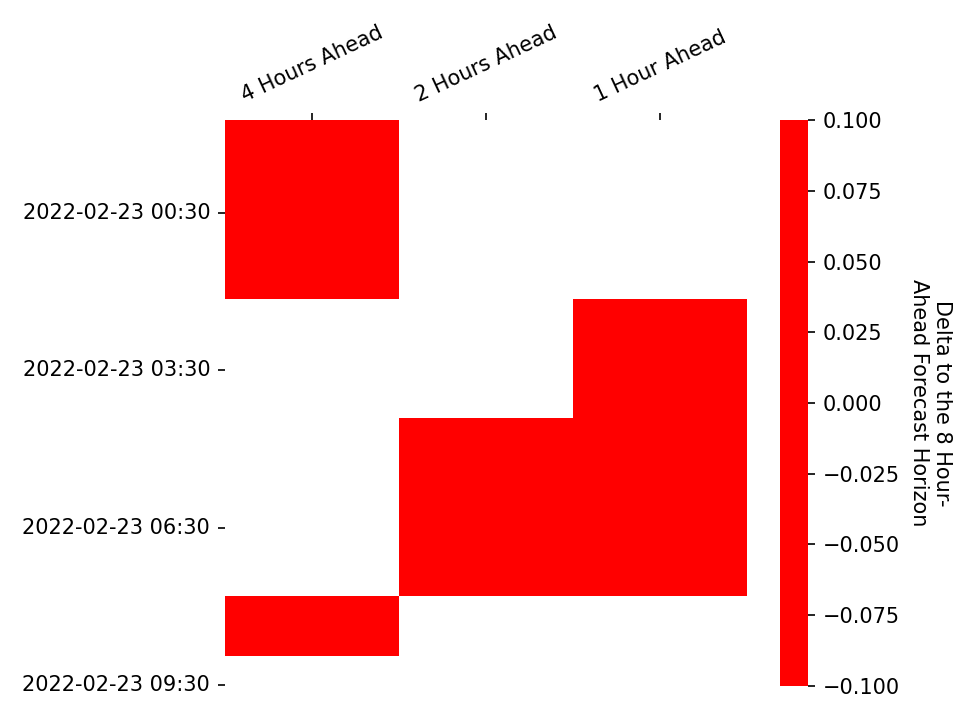 4 Hours Ahead
2 Hours Ahead
1 Hour Ahead
2022-02-23 00:30
2022-02-23 03:30
2022-02-23 06:30
2022-02-23 09:30
0.100
0.075
0.050
0.025
0.000
−0.025
−0.050
−0.075
−0.100
Delta to the 8 Hour-
Ahead Forecast Horizon